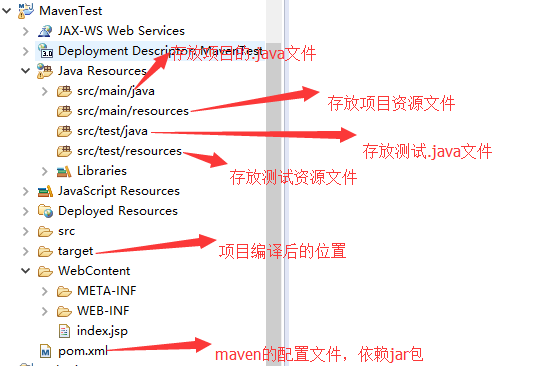 MavenTest
JAX-WS Web Services
3.0 Deployment Descriptor: MavenTest
存放项目的.java文件
Java Resources
src/main/java
src/main/resources
存放项目资源文件
src/test/java
存放测试.java文件
src/test/resources
存放测试资源文件
Libraries
JavaScript Resources
Deployed Resources
src
target
项目编译后的位置
WebContent
META-INF
WEB-INF
index.jsp
pom.xml
maven的配置文件，依赖jar包